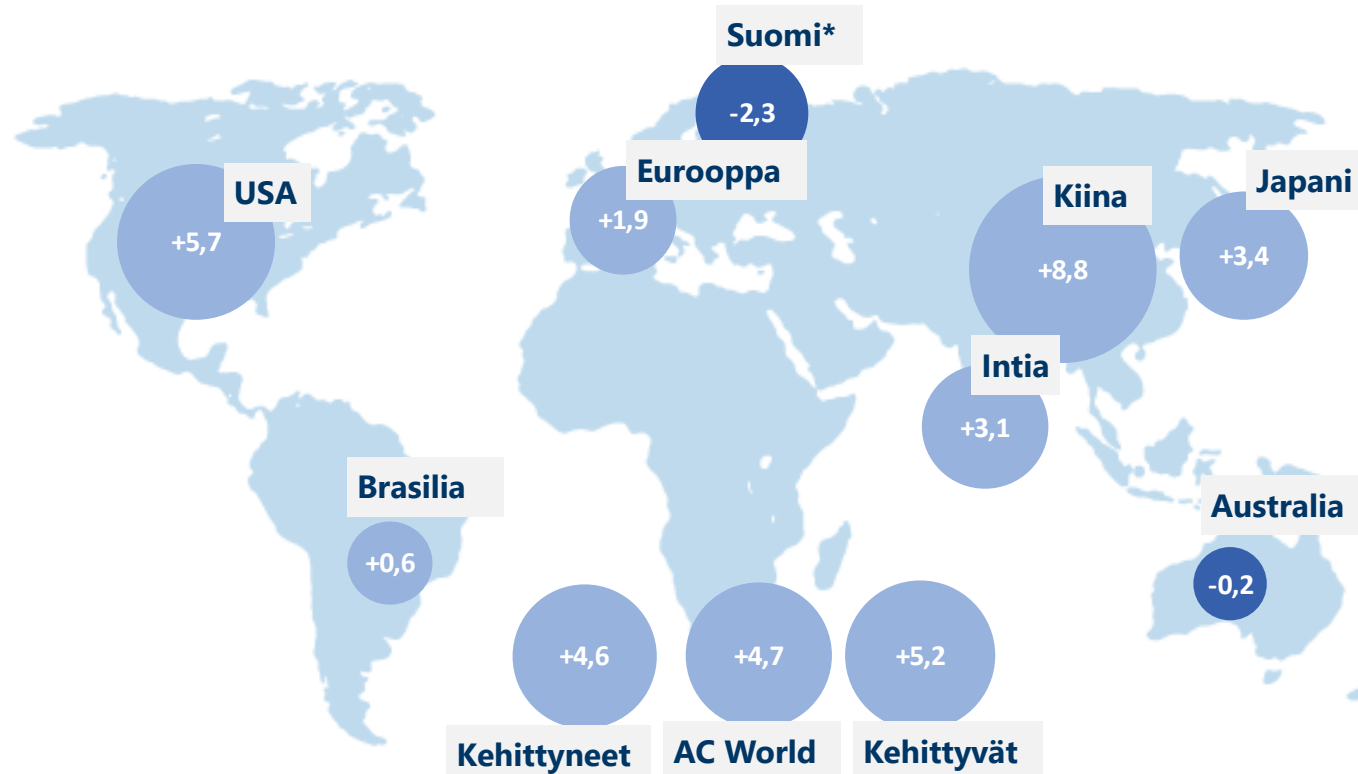 Suomi*
-2,3
USA
+5,7
Eurooppa
+1,9
Kiina
+8,8
Japani
+3,4
Intia
+3,1
Brasilia
+0,6
Australia
-0,2
+4,6
Kehittyneet
+4,7
AC World
+5,2
Kehittyvät